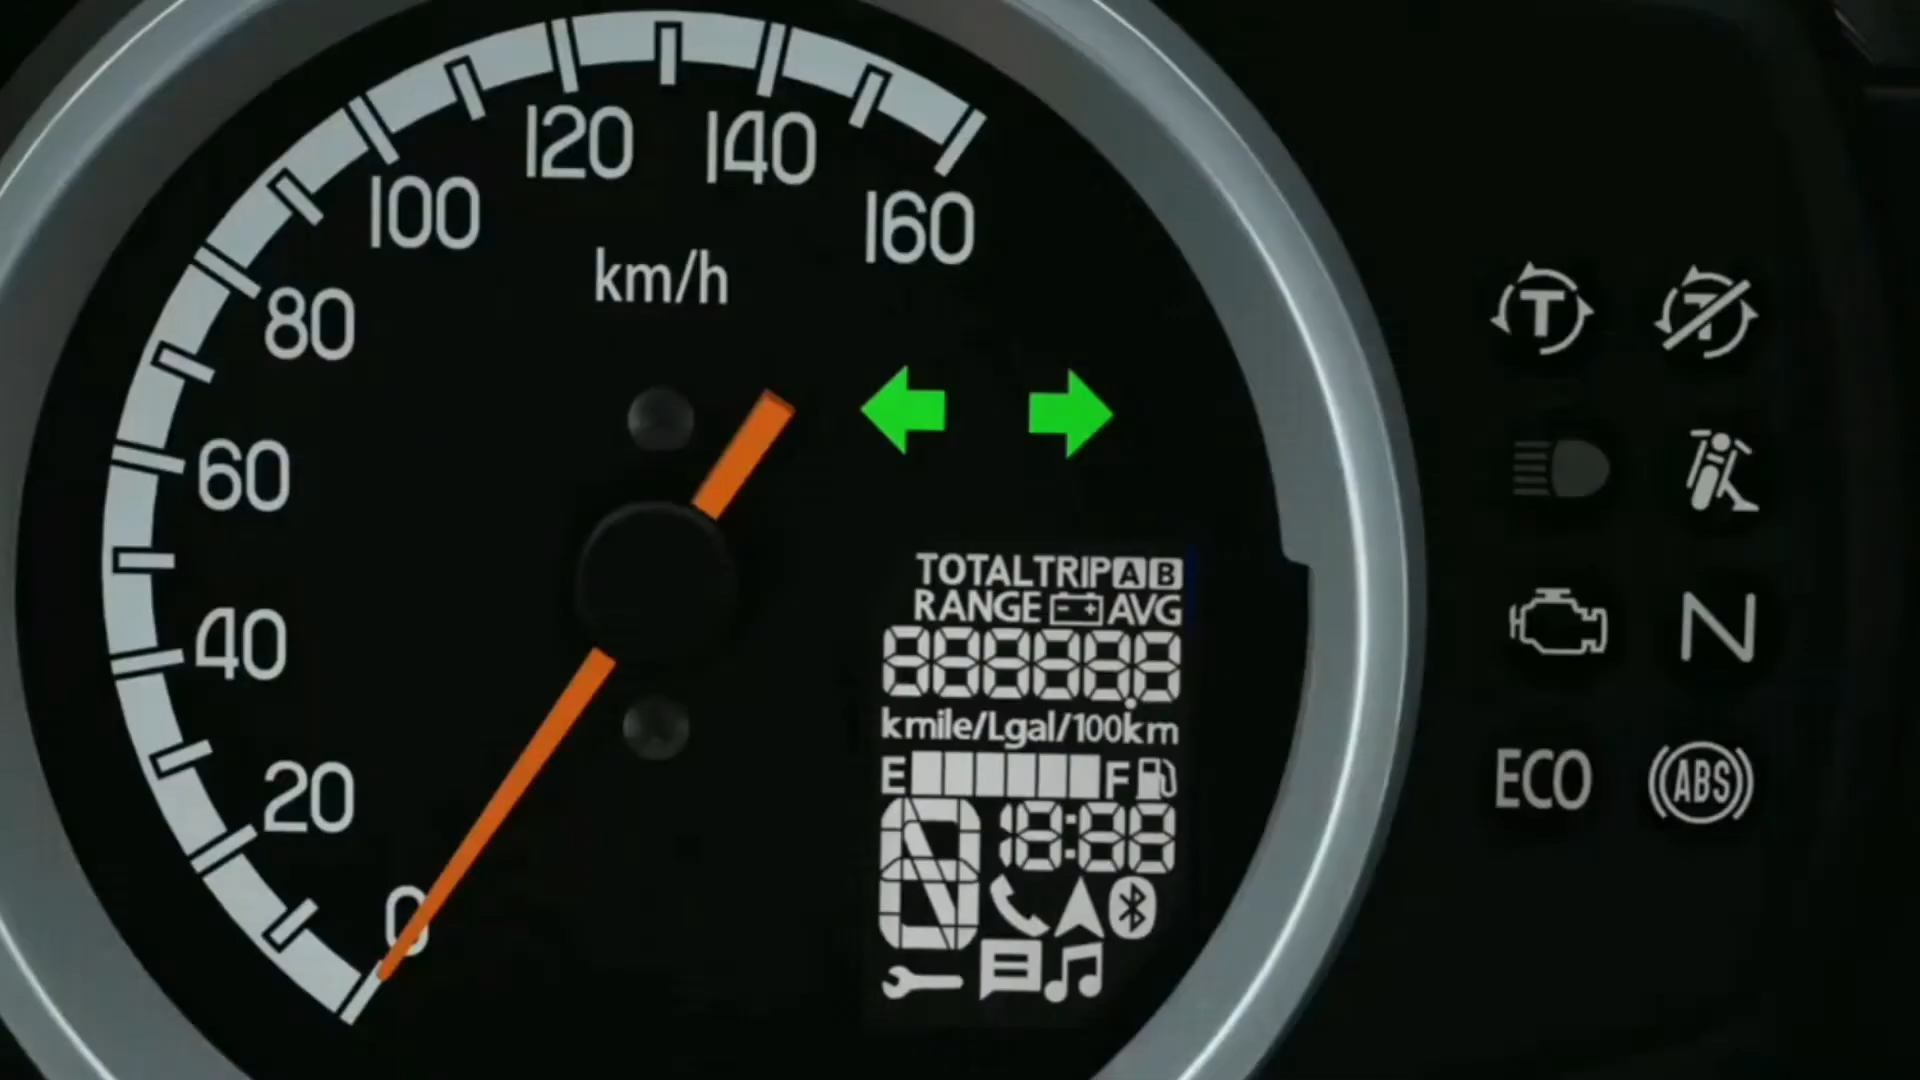 120
140
100
160
km/h
80
T
T
60
TOTAL TRIP A B
RANGE - + AVG
888888
40
N
kmile/Lgal/100km
E F
20
ECO
ABS
18:88
0